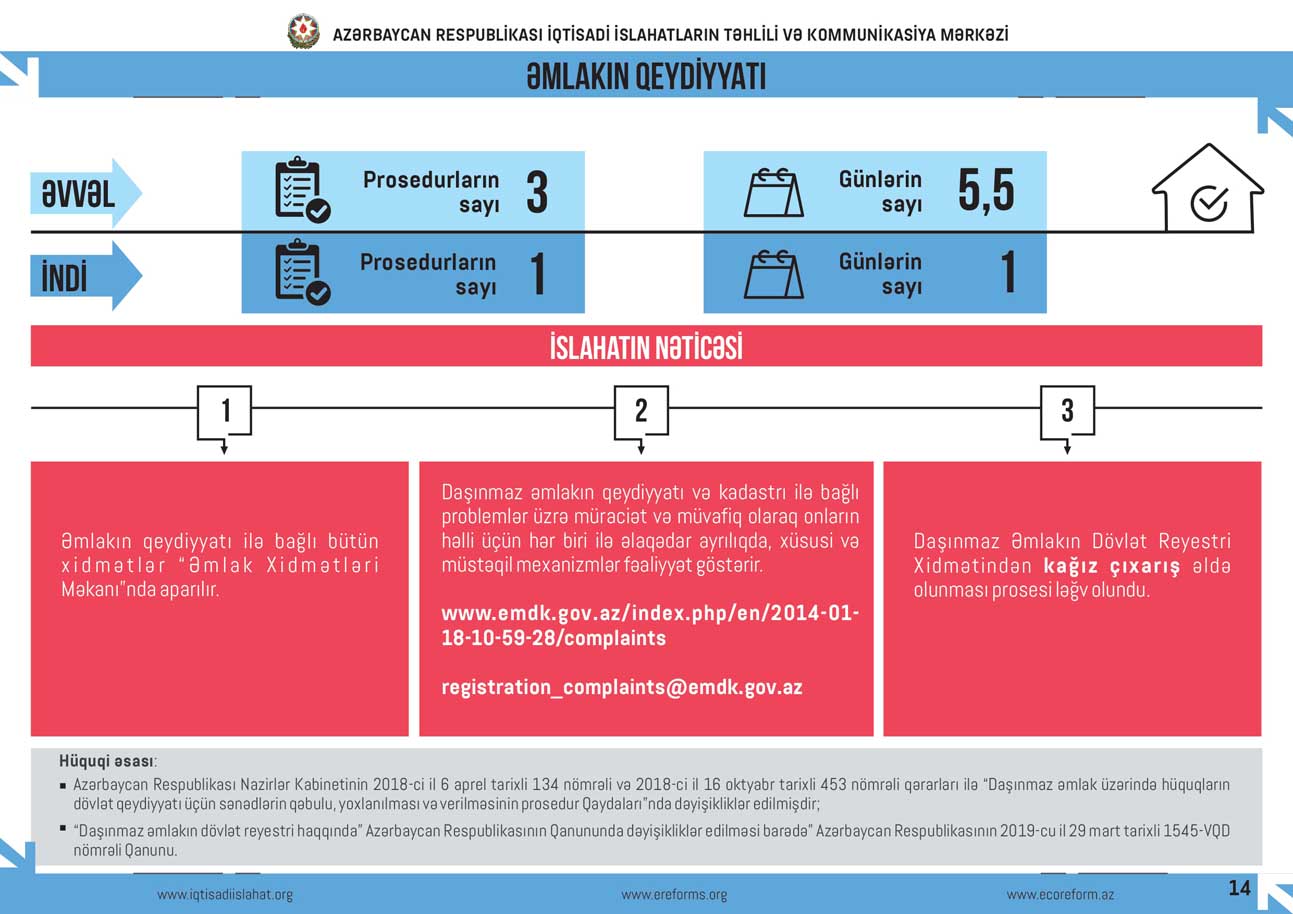 AZƏRBAYCAN RESPUBLİKASI İQTİSADİ İSLAHATLARIN TƏHLİLİ VƏ KOMMUNİKASİYA MƏRKƏZİ
ƏMLAKIN QEYDİYYATI
ƏVVƏL
Prosedurların
sayı
3
Günlərin
sayı
5,5
İNDİ
Prosedurların
sayı
1
Günlərin
sayı
1
İSLAHATIN NƏTİCƏSİ
1
2
3
Əmlakın qeydiyyatı ilə bağlı bütün
xidmətlər “Əmlak Xidmətləri
Məkanı”nda aparılır.
Daşınmaz əmlakın qeydiyyatı və kadastrı ilə bağlı
problemlər üzrə müraciət və müvafiq olaraq onların
həlli üçün hər biri ilə əlaqədar ayrılıqda, xüsusi və
müstəqil mexanizmlər fəaliyyət göstərir.
www.emdk.gov.az/index.php/en/2014-01-
18-10-59-28/complaints
registration_complaints@emdk.gov.az
Daşınmaz Əmlakın Dövlət Reyestri
Xidmətindən kağız çıxarış əldə
olunması prosesi ləğv olundu.
Hüquqi əsası:
▪ Azərbaycan Respublikası Nazirlər Kabinetinin 2018-ci il 6 aprel tarixli 134 nömrəli və 2018-ci il 16 oktyabr tarixli 453 nömrəli qərarları ilə “Daşınmaz əmlak üzərində hüquqların
dövlət qeydiyyatı üçün sənədlərin qəbulu, yoxlanılması və verilməsinin prosedur Qaydaları”nda dəyişikliklər edilmişdir;
▪ “Daşınmaz əmlakın dövlət reyestri haqqında” Azərbaycan Respublikasının Qanununda dəyişikliklər edilməsi barədə” Azərbaycan Respublikasının 2019-cu il 29 mart tarixli 1545-VQD
nömrəli Qanunu.
www.iqtisadiislahat.org
www.ereforms.org
www.ecoreform.az
14